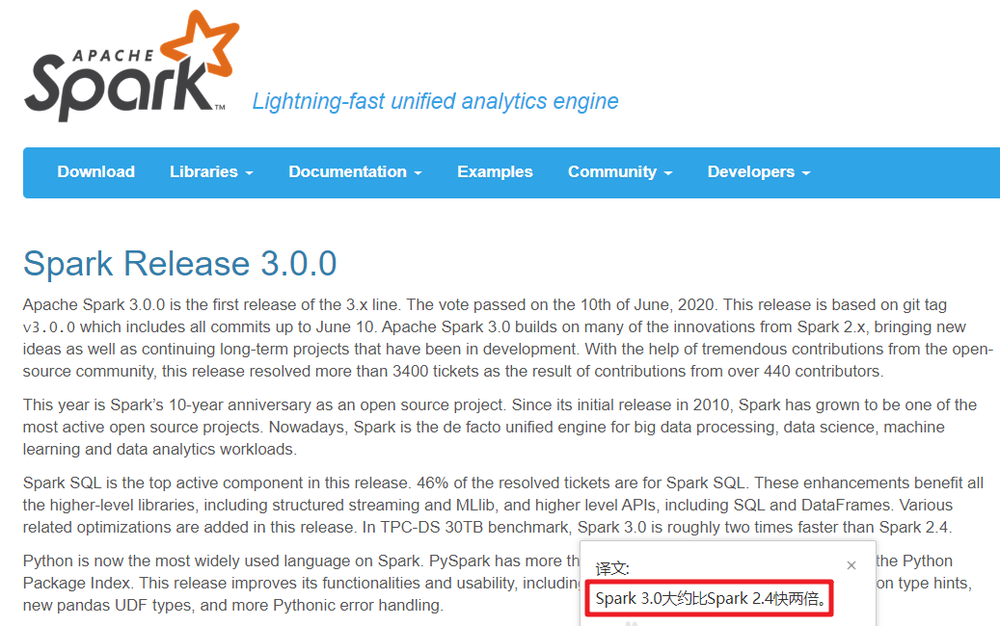 APACHE
Spark™
Lightning-fast unified analytics engine
Download Libraries Documentation Examples Community Developers
Spark Release 3.0.0
Apache Spark 3.0.0 is the first release of the 3.x line. The vote passed on the 10th of June, 2020. This release is based on git tag
v3.0.0 which includes all commits up to June 10. Apache Spark 3.0 builds on many of the innovations from Spark 2.x, bringing new
ideas as well as continuing long-term projects that have been in development. With the help of tremendous contributions from the open-
source community, this release resolved more than 3400 tickets as the result of contributions from over 440 contributors.
This year is Spark's 10-year anniversary as an open source project. Since its initial release in 2010, Spark has grown to be one of the
most active open source projects. Nowadays, Spark is the de facto unified engine for big data processing, data science, machine
learning and data analytics workloads.
Spark SQL is the top active component in this release. 46% of the resolved tickets are for Spark SQL. These enhancements benefit all
the higher-level libraries, including structured streaming and MLlib, and higher level APIs, including SQL and DataFrames. Various
related optimizations are added in this release. In TPC-DS 30TB benchmark, Spark 3.0 is roughly two times faster than Spark 2.4.
Python is now the most widely used language on Spark. PySpark has more the Python
Package Index. This release improves its functionalities and usability, on type hints,
new pandas UDF types, and more Pythonic error handling.
译文: ×
Spark 3.0大约比Spark 2.4快两倍。